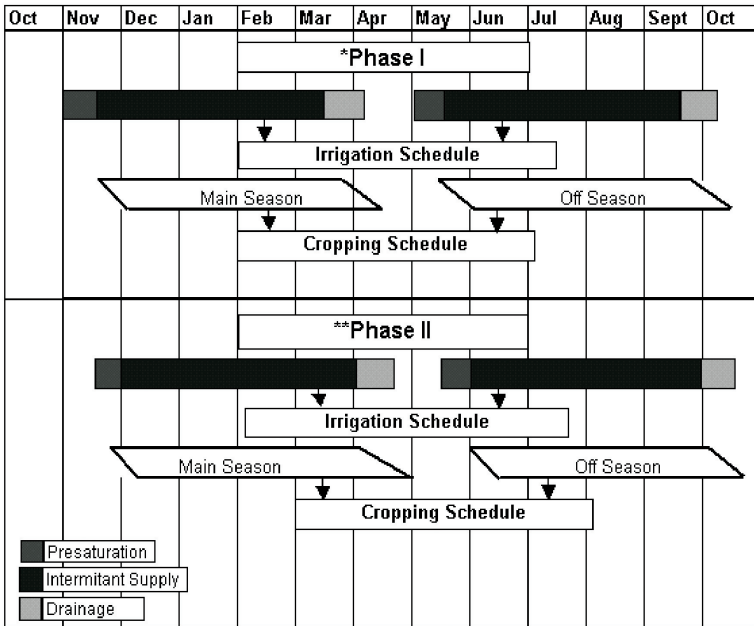 Oct Nov Dec Jan Feb Mar Apr May Jun Jul Aug Sept Oct
*Phase I
Irrigation Schedule
Main Season Off Season
Cropping Schedule
**Phase II
Irrigation Schedule
Main Season Off Season
Cropping Schedule
Presaturation
Intermitant Supply
Drainage